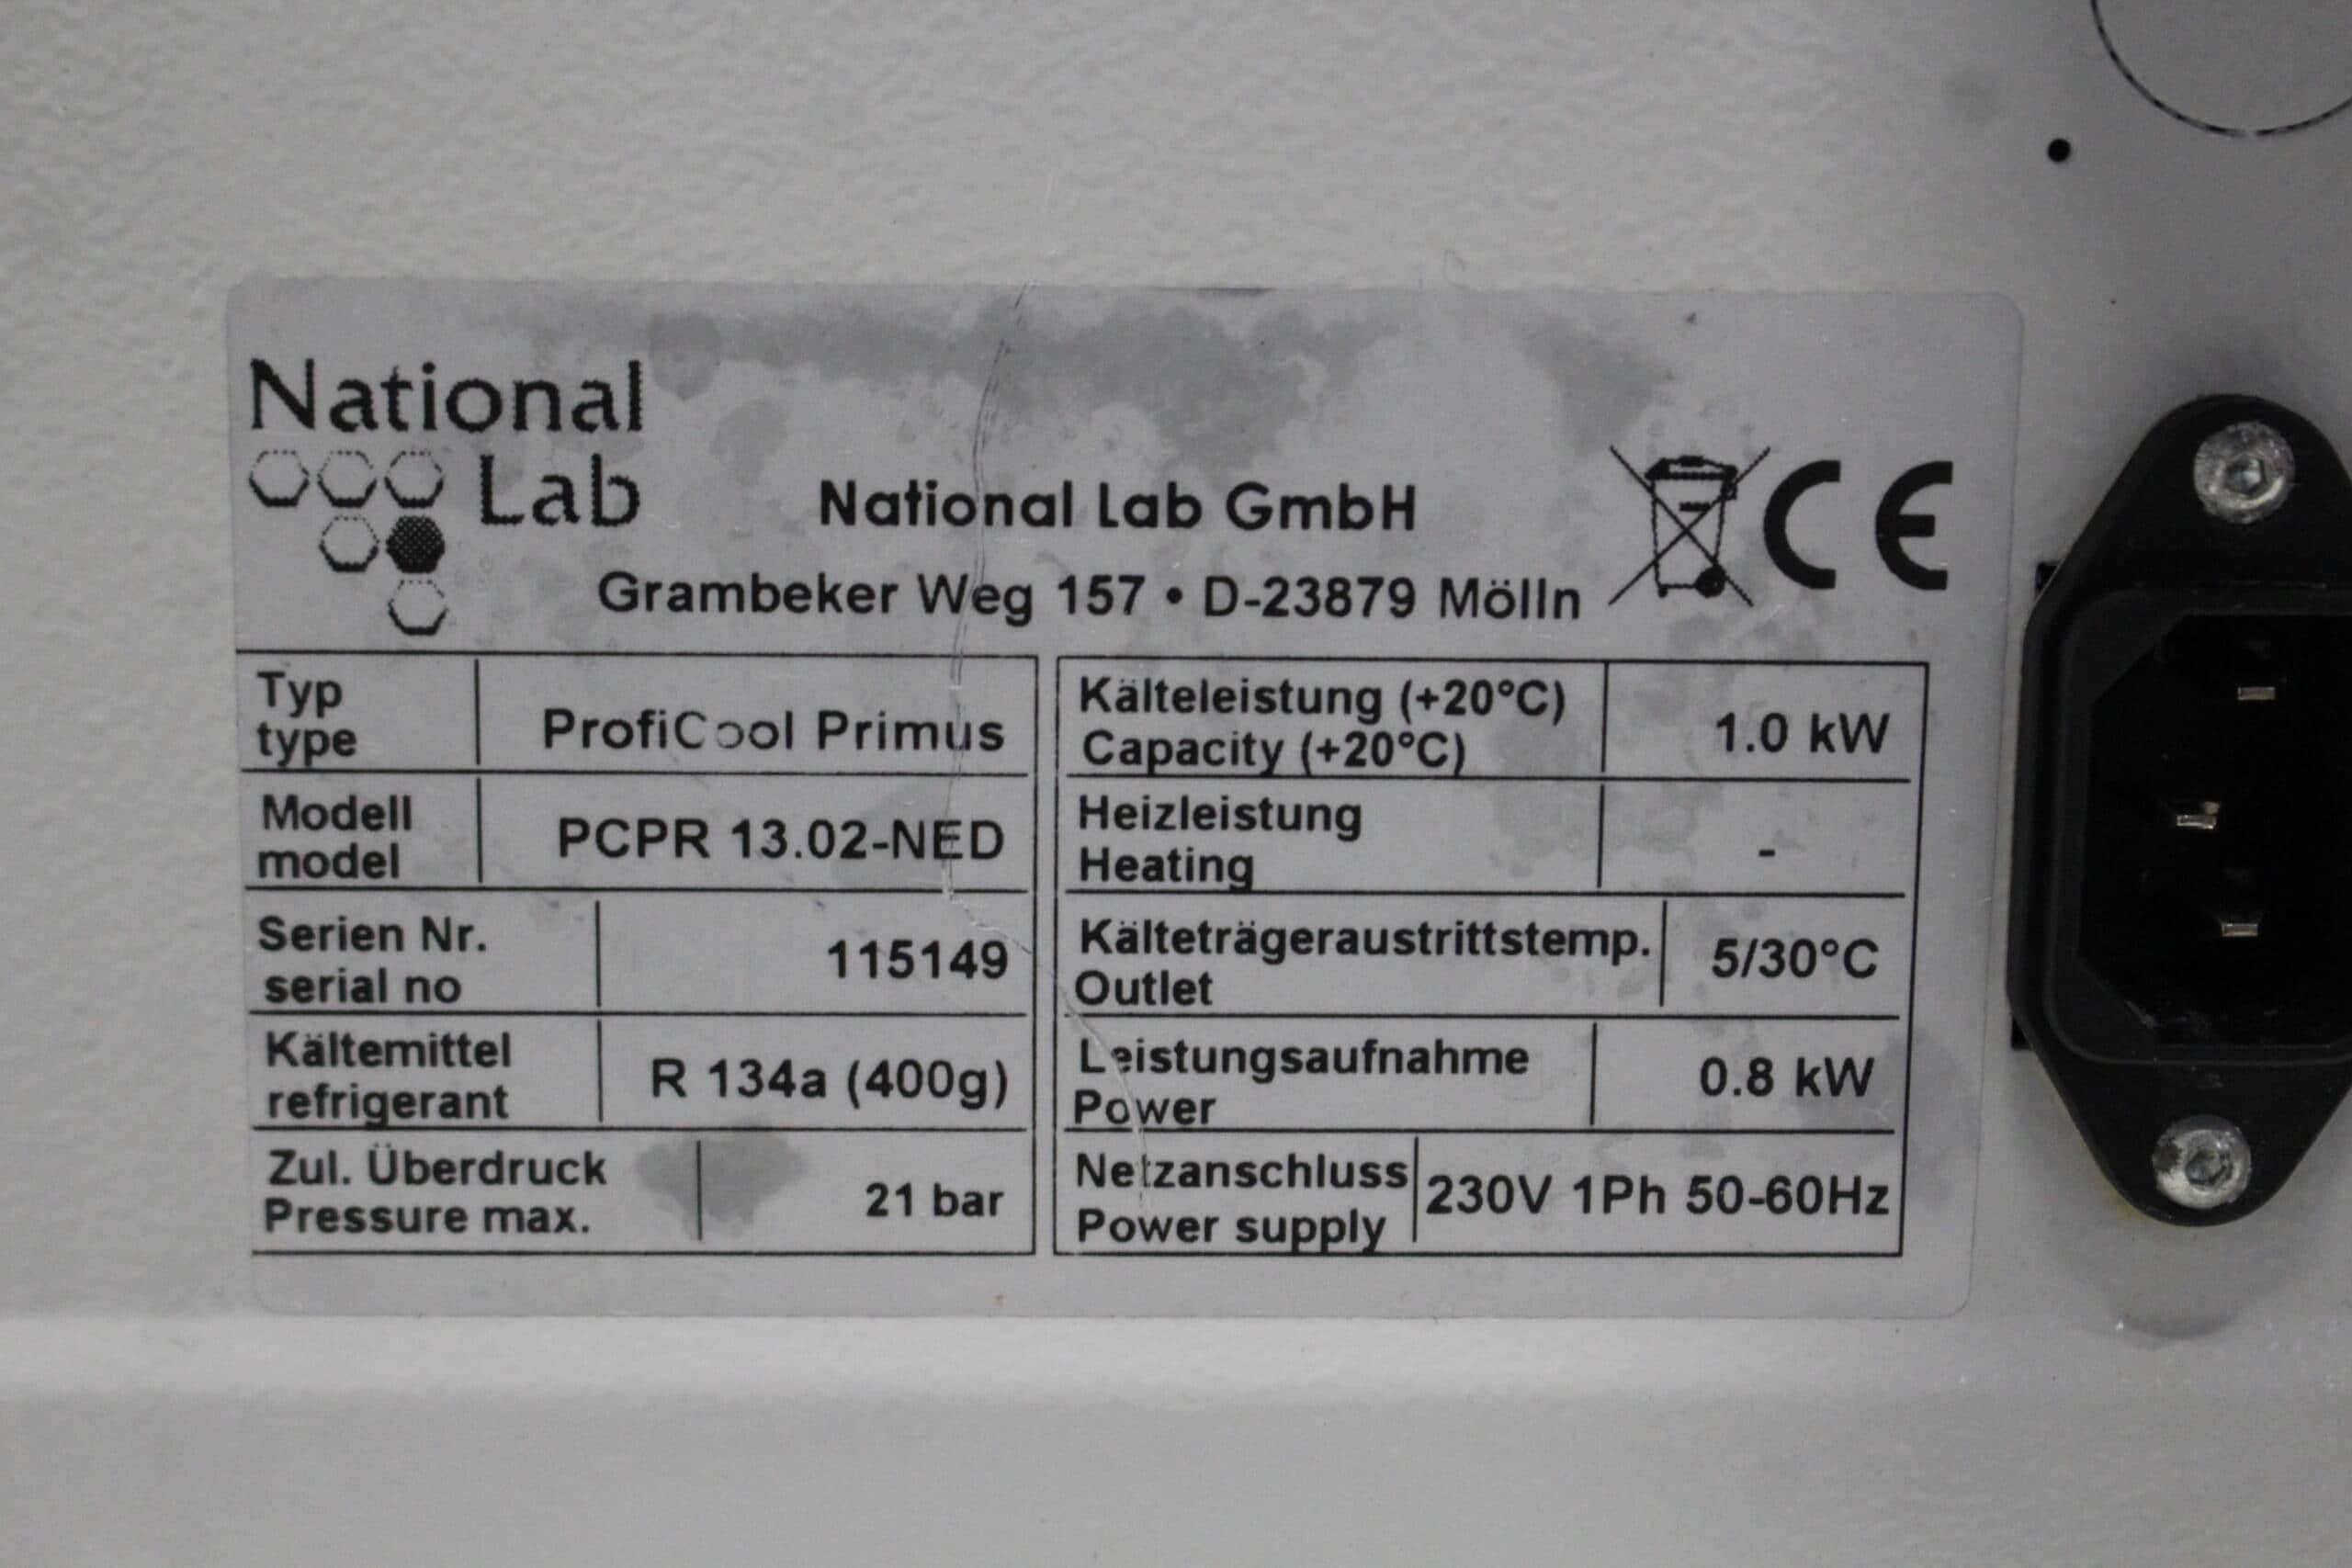 National
Lab
National Lab GmbH
Grambeker Weg 157 • D-23879 Mölln
CE
Typ
type
ProfiCool Primus
Modell
model
PCPR 13.02-NED
Serien Nr.
serial no
115149
Kältemittel
refrigerant
R 134a (400g)
Zul. Überdruck
Pressure max.
21 bar
Kälteleistung (+20°C)
Capacity (+20°C)
1.0 kW
Heizleistung
Heating
-
Kälteträgeraustrittstemp.
Outlet
5/30°C
Leistungsaufnahme
Power
0.8 kW
Netzanschluss
Power supply
230V 1Ph 50-60Hz